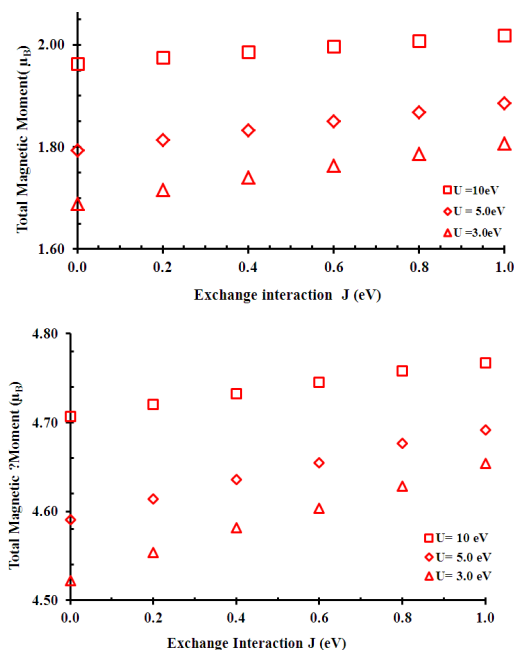 2.00
1.80
1.60
Total Magnetic Moment( μB)
U =10eV
U = 5.0eV
U =3.0eV
0.0 0.2 0.4 0.6 0.8 1.0
Exchange interaction J (eV)
4.80
4.70
4.60
4.50
Total Magnetic ?Moment (μB)
U= 10 eV
U= 5.0 eV
U= 3.0 eV
0.0 0.2 0.4 0.6 0.8 1.0
Exchange Interaction J (eV)